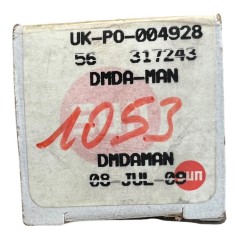 UK-PO-004928
56 317243
DMDA-MAN
1053
DMDAMAN
08-JUL-09